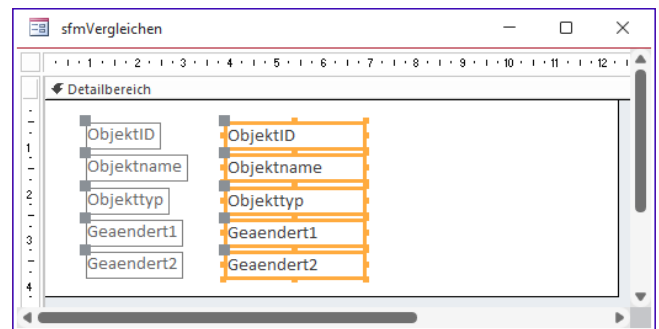 sfmVergleichen
1 2 3 4 5 6 7 8 9 10 11 12
Detailbereich
ObjektID ObjektID
1
Objektname Objektname
2
Objekttyp Objekttyp
3
Geaendert1 Geaendert1
Geaendert2 Geaendert2
4